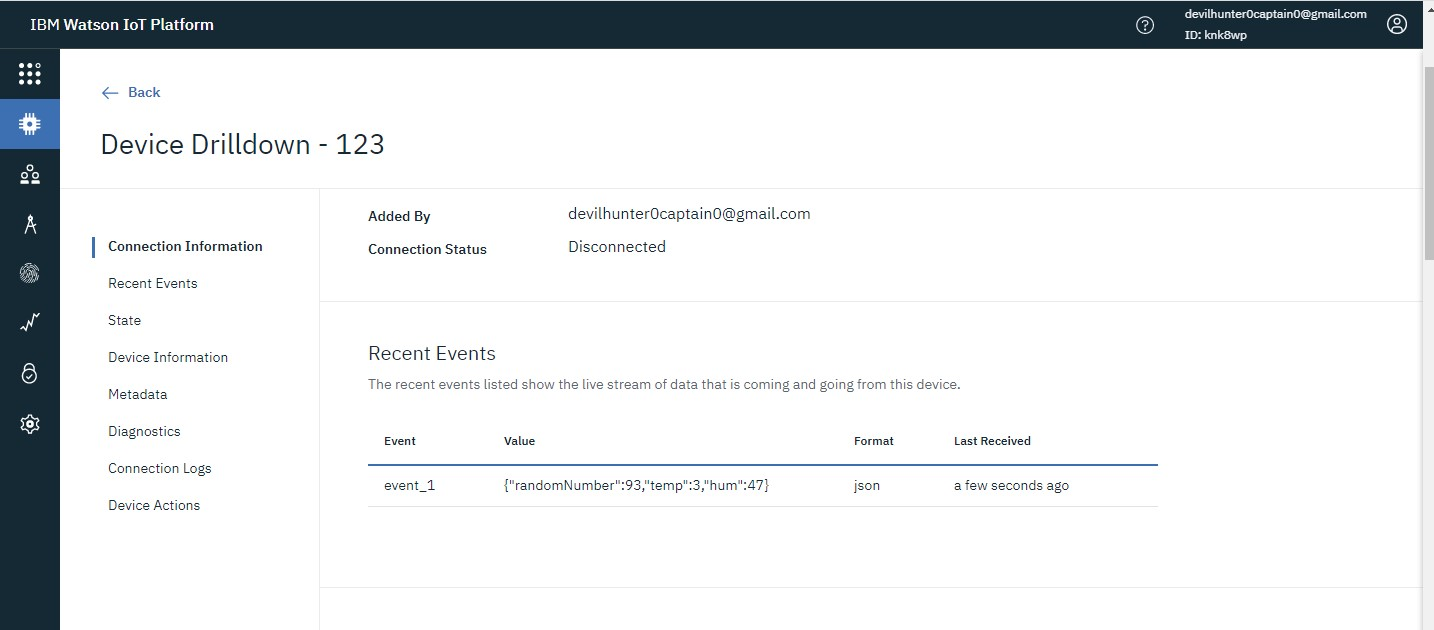 IBM Watson IoT Platform
devilhunter0captain0@gmail.com
ID: knk8wp
Back
Device Drilldown - 123
Connection Information
Recent Events
State
Device Information
Metadata
Diagnostics
Connection Logs
Device Actions
Added By devilhunter0captain0@gmail.com
Connection Status Disconnected
Recent Events
The recent events listed show the live stream of data that is coming and going from this device.
Event Value Format Last Received
event_1 {"randomNumber":93,"temp":3,"hum":47} json a few seconds ago